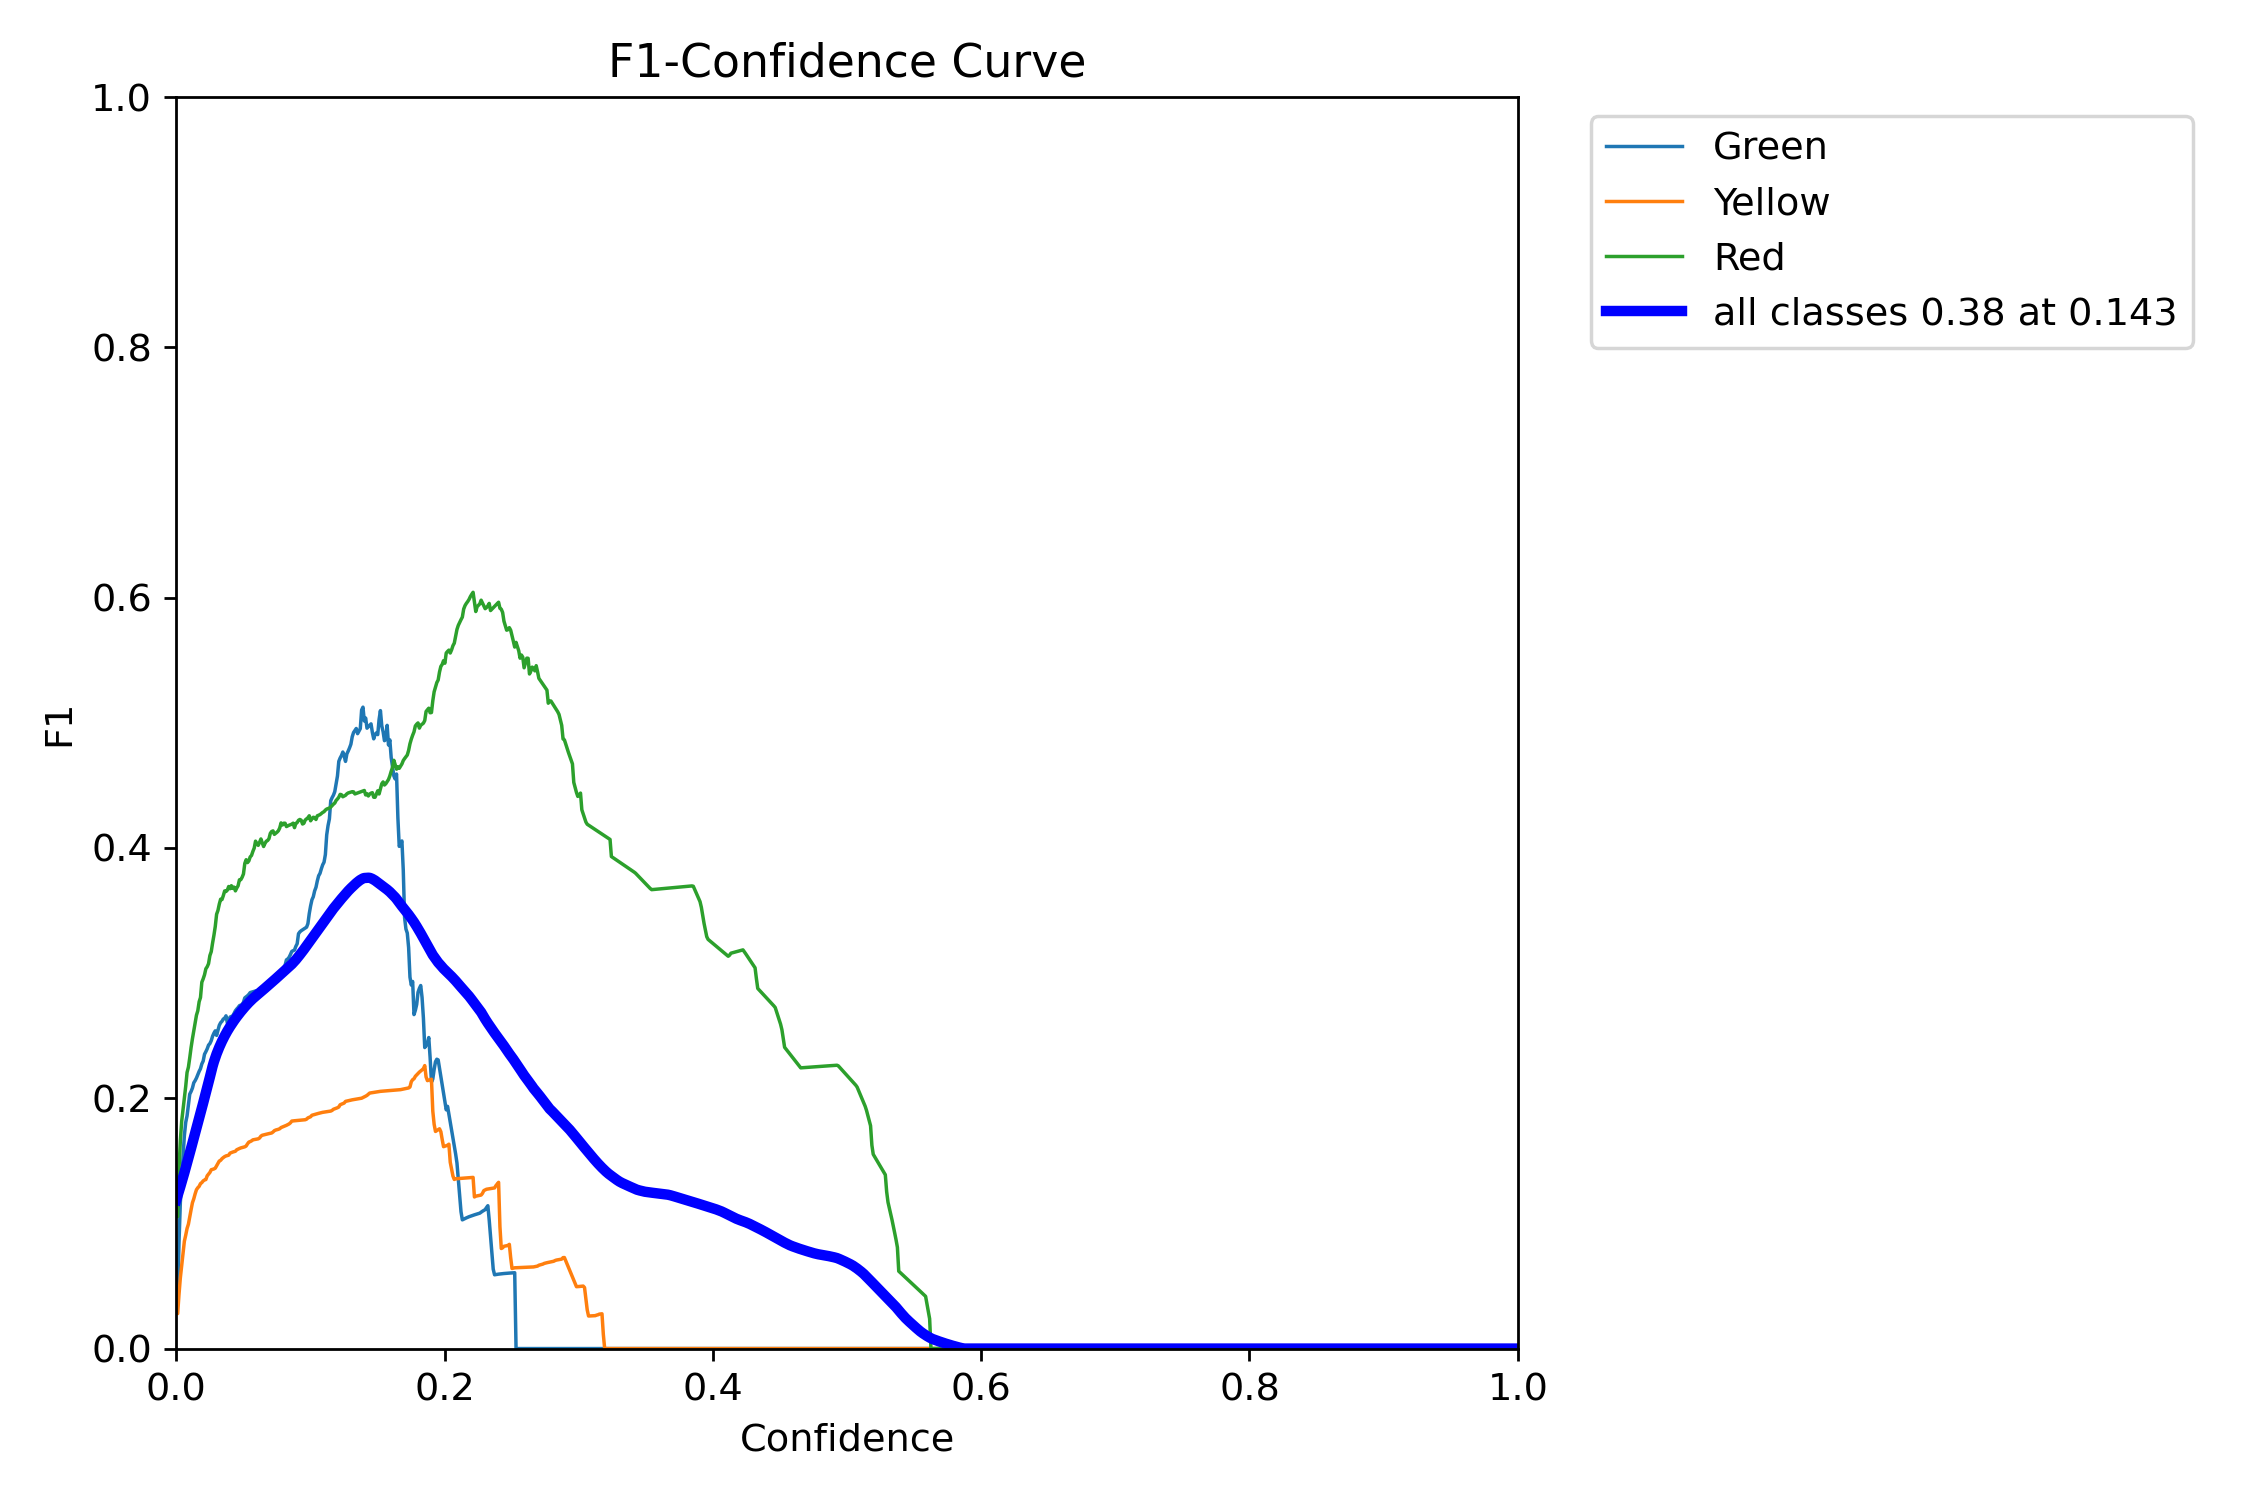 F1-Confidence Curve
1.0
0.8
0.6
0.4
0.2
0.0
F1
0.0 0.2 0.4 0.6 0.8 1.0
Confidence
Green
Yellow
Red
all classes 0.38 at 0.143